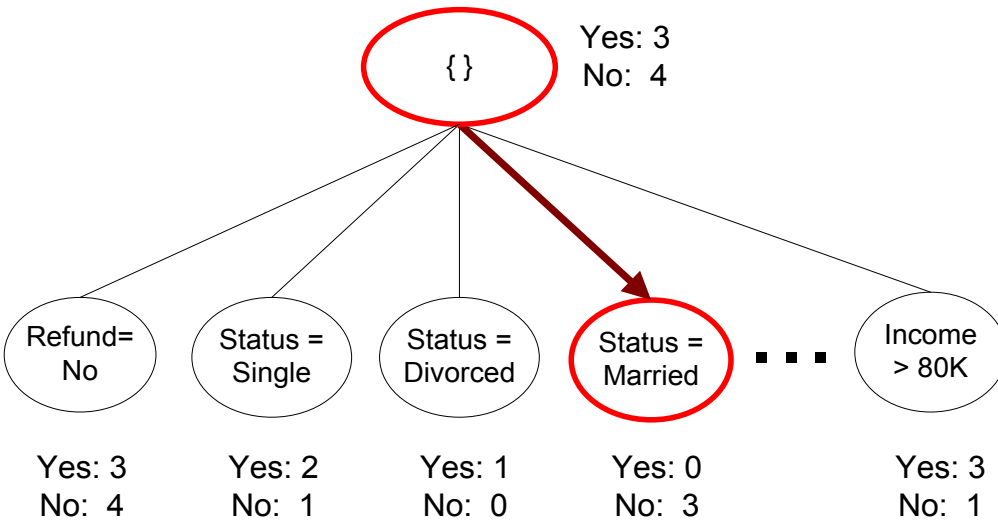 { }
Yes: 3
No: 4
Refund=
No
Status =
Single
Status =
Divorced
Status =
Married
Income
> 80K
Yes: 3
No: 4
Yes: 2
No: 1
Yes: 1
No: 0
Yes: 0
No: 3
Yes: 3
No: 1